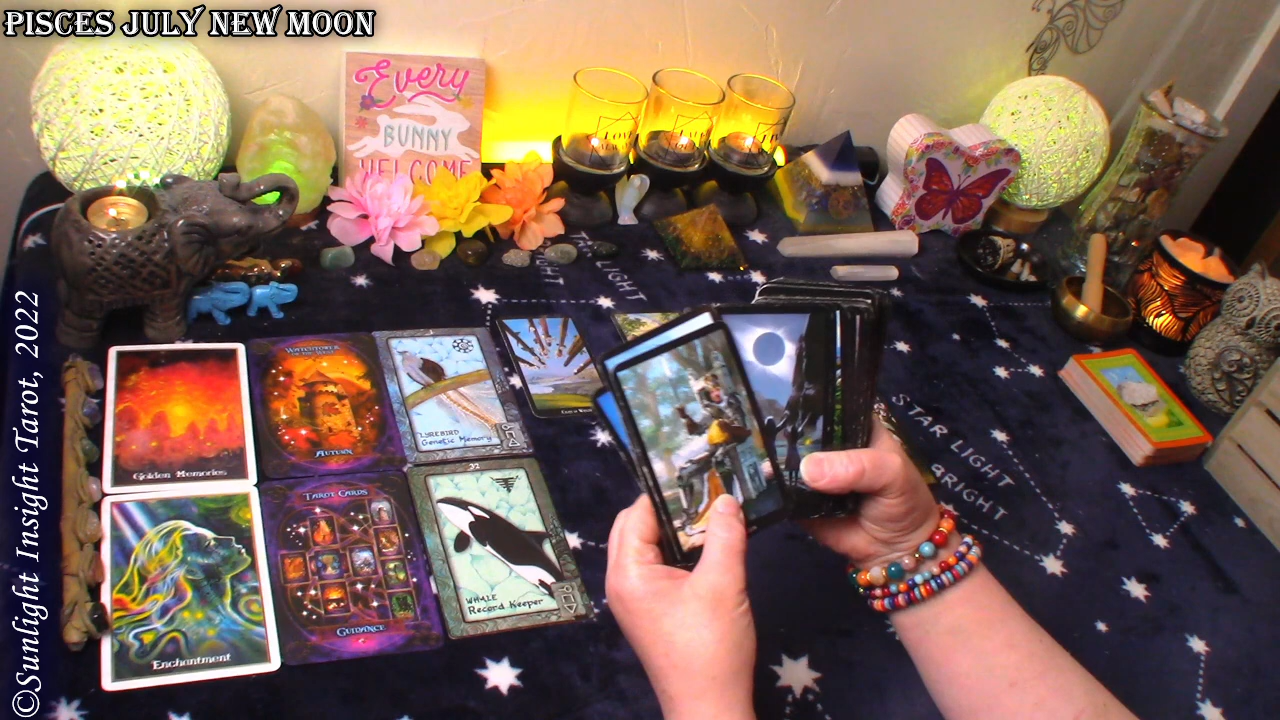 PISCES JULY NEW MOON
©Sunlight Insight Tarot, 2022
Every
BUNNY
WELCOME
LIGHT
LIGHT
STAR LIGHT
BRIGHT
Golden Memories
AUTUMN
LYREBIRD
Genetic Memory
Enchantment
TAROT CARDS
GUIDANCE
WHALE
Record Keeper